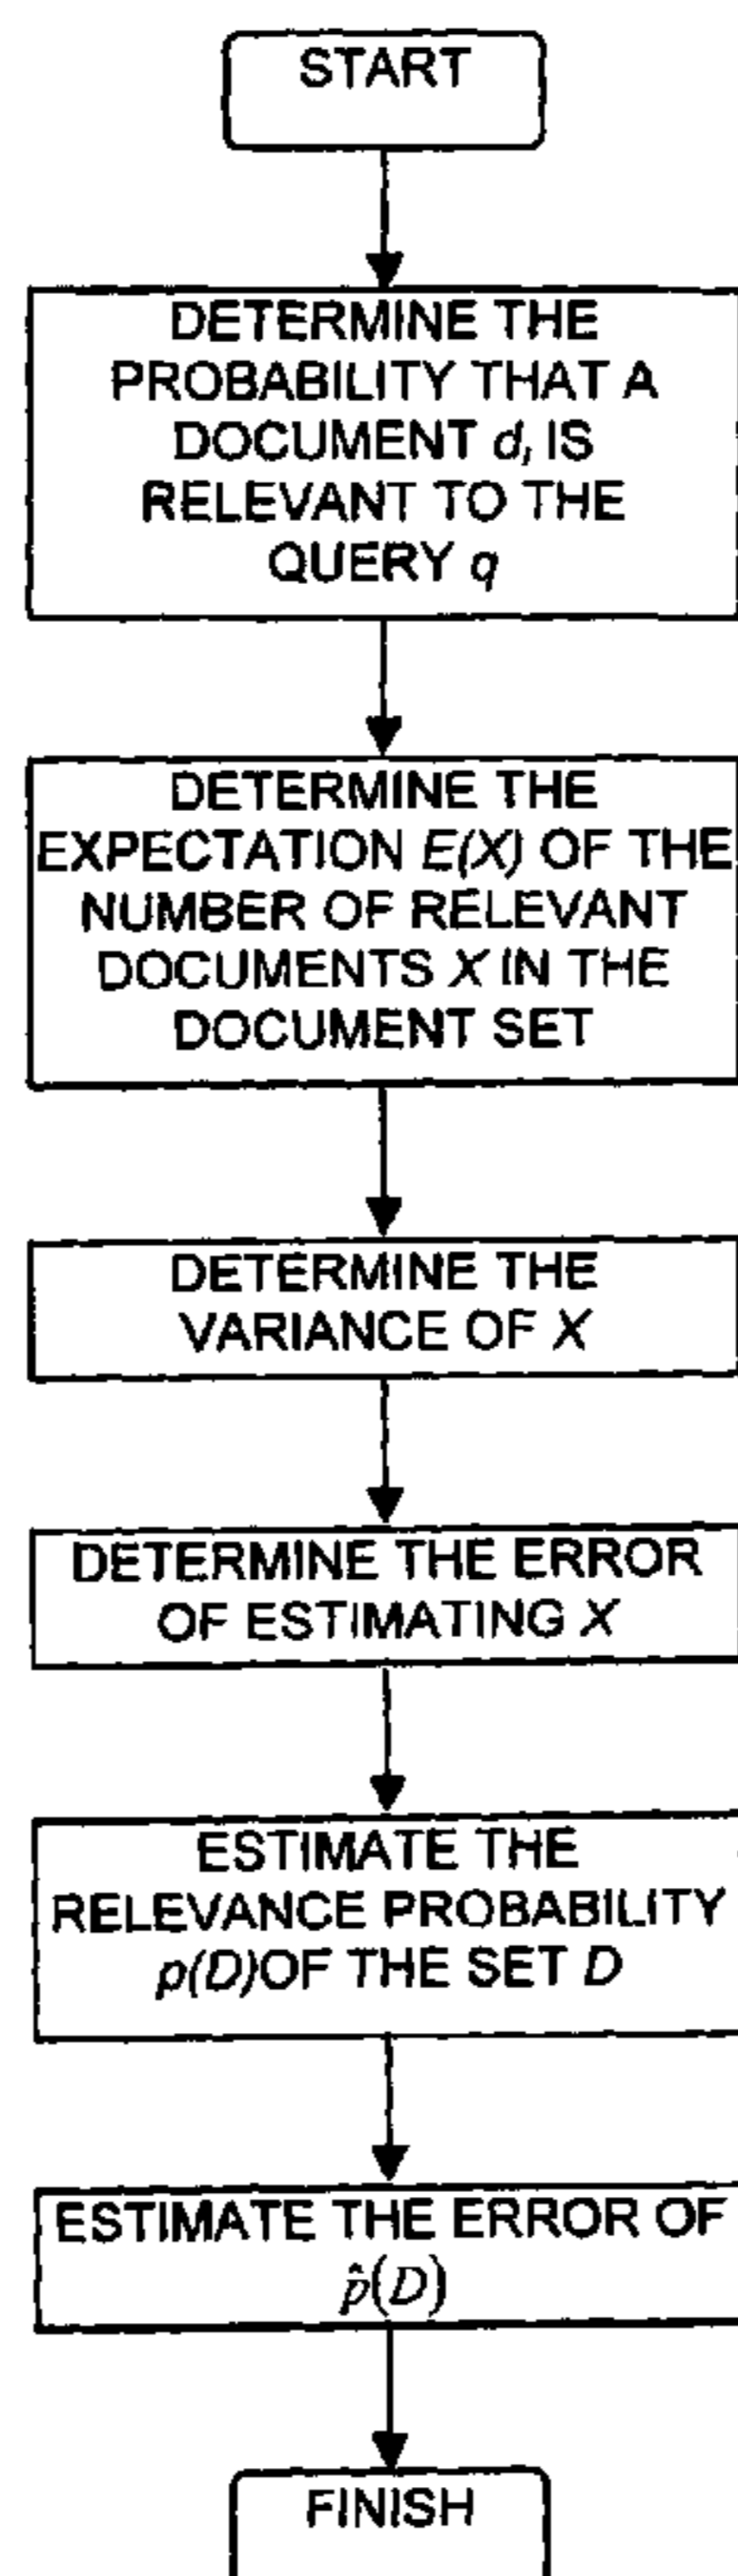 START
DETERMINE THE
PROBABILITY THAT A
DOCUMENT dᵢ IS
RELEVANT TO THE
QUERY q
DETERMINE THE
EXPECTATION E(X) OF THE
NUMBER OF RELEVANT
DOCUMENTS X IN THE
DOCUMENT SET
DETERMINE THE
VARIANCE OF X
DETERMINE THE ERROR
OF ESTIMATING X
ESTIMATE THE
RELEVANCE PROBABILITY
p(D)OF THE SET D
ESTIMATE THE ERROR OF
p̂(D)
FINISH